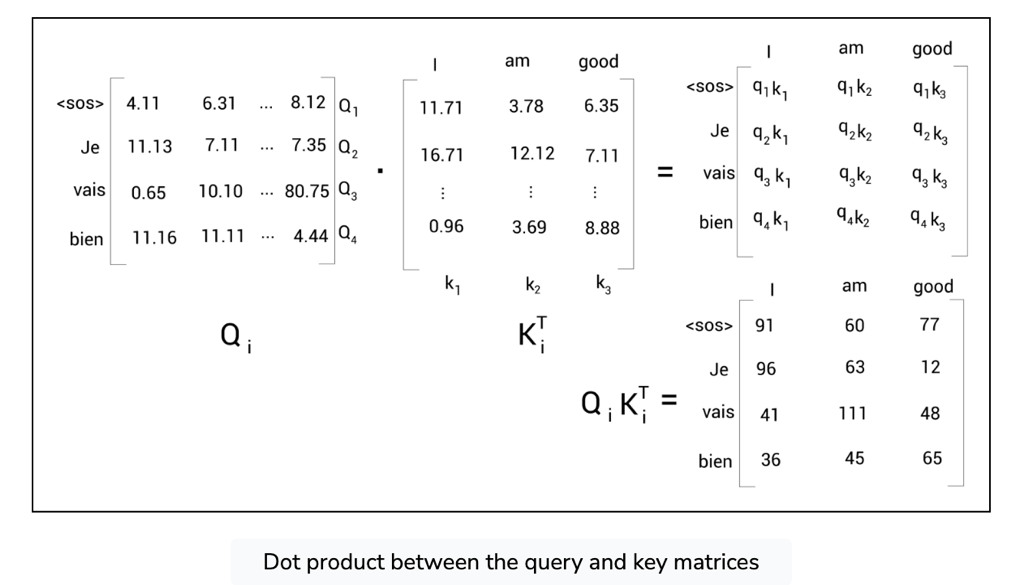 I am good
<sos> 4.11 6.31 ... 8.12 Q1
Je 11.13 7.11 ... 7.35 Q2
vais 0.65 10.10 ... 80.75 Q3
bien 11.16 11.11 ... 4.44 Q4
Qi
.
I am good
11.71 3.78 6.35
16.71 12.12 7.11
⋮ ⋮ ⋮
0.96 3.69 8.88
k1 k2 k3
KiT
=
I am good
<sos> q1k1 q1k2 q1k3
Je q2k1 q2k2 q2k3
vais q3k1 q3k2 q3k3
bien q4k1 q4k2 q4k3
QiKiT =
I am good
<sos> 91 60 77
Je 96 63 12
vais 41 111 48
bien 36 45 65
Dot product between the query and key matrices